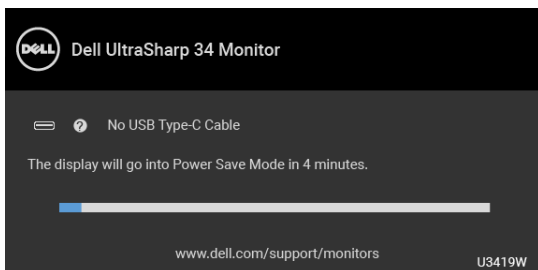 DELL Dell UltraSharp 34 Monitor
? No USB Type-C Cable
The display will go into Power Save Mode in 4 minutes.
www.dell.com/support/monitors
U3419W